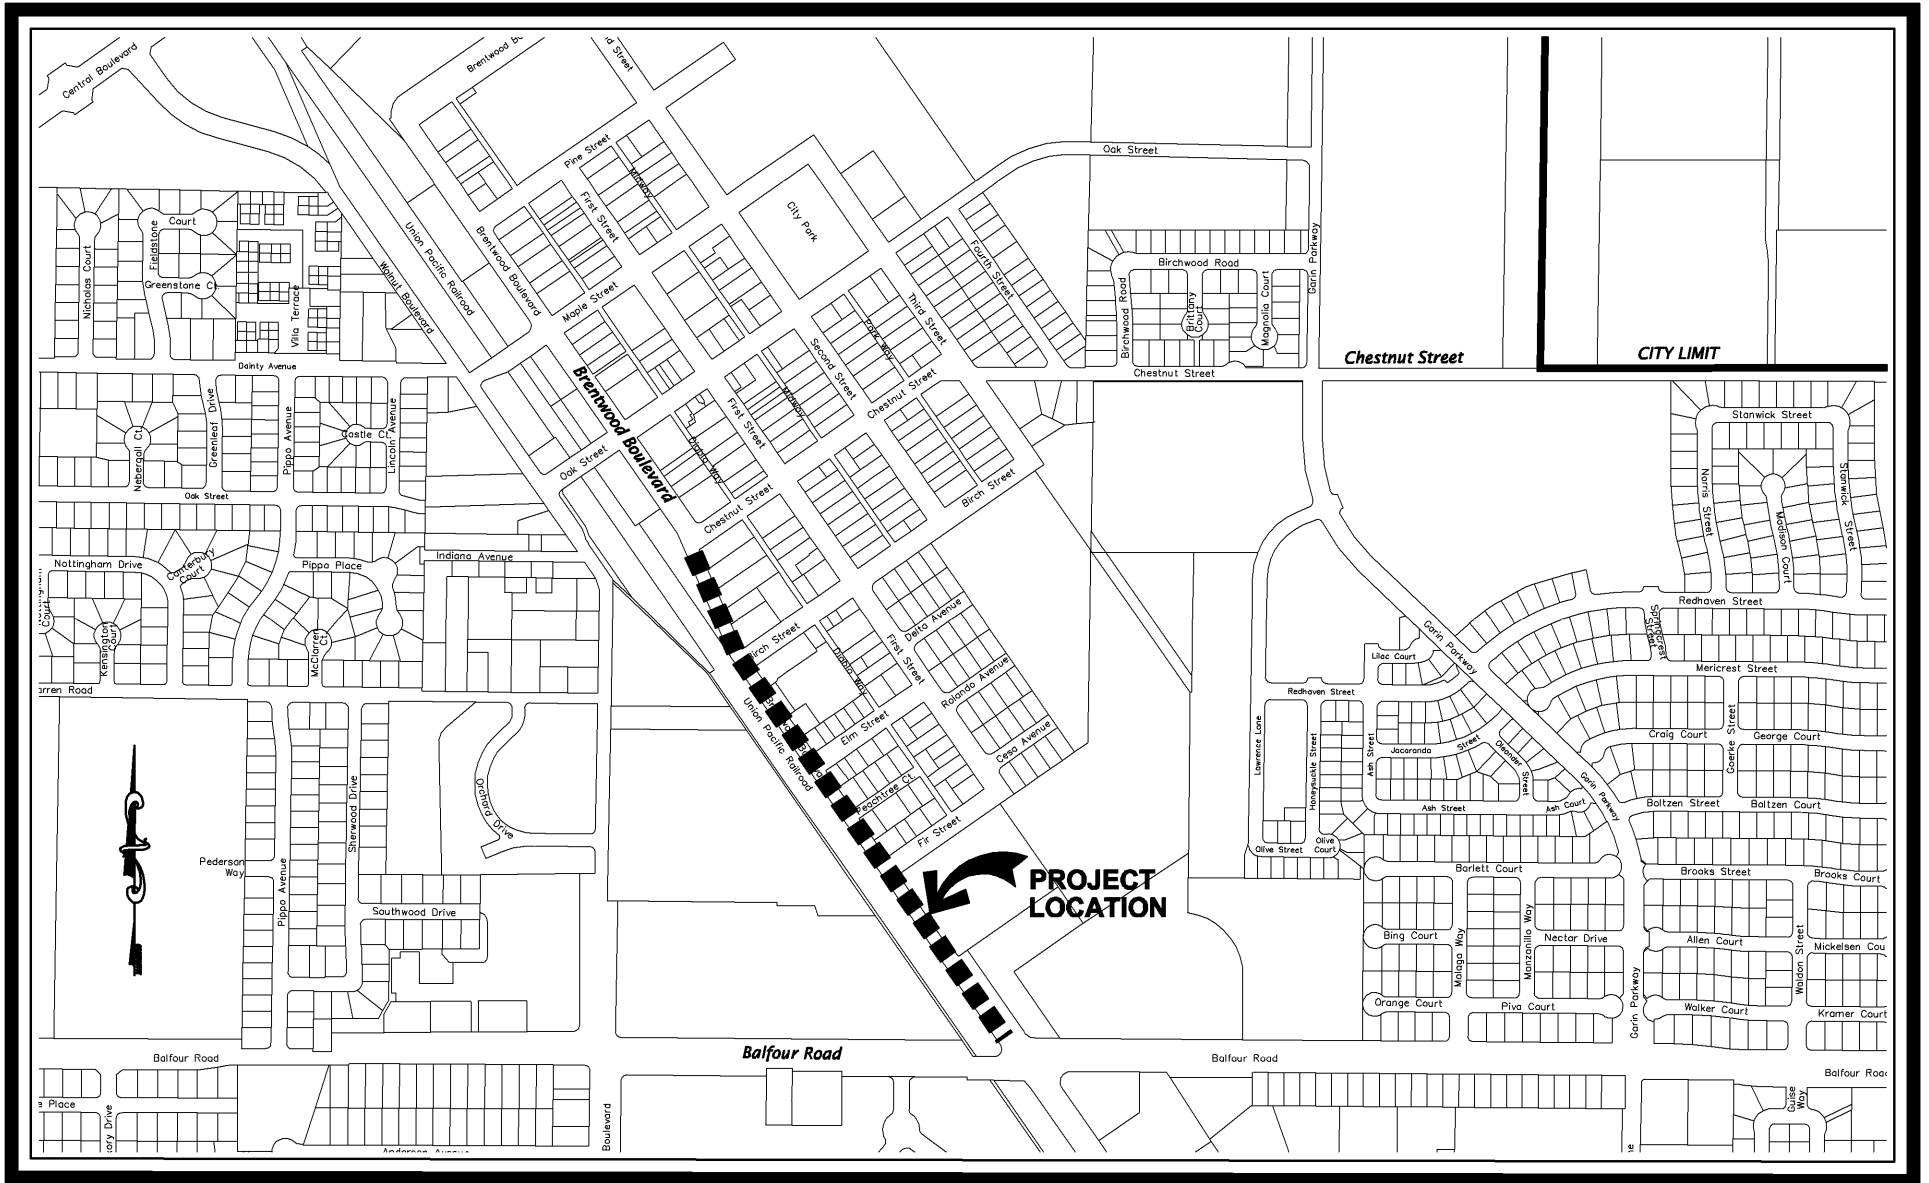 Central Boulevard
Brentwood
Street
Pine Street
Midway
First Street
City Park
Oak Street
Union Pacific Railroad
Brentwood Boulevard
Walnut Boulevard
Maple Street
Third Street
Fourth Street
Park Way
Second Street
Birchwood Road
Birchwood Road
Brittany
Court
Magnolia Court
Garin Parkway
Chestnut Street
Chestnut Street
CITY LIMIT
Court
Fieldstone
Nicholas Court
Greenstone Ct.
Villa Terrace
Dainty Avenue
Greenleaf Drive
Pippo Avenue
Castle Ct.
Lincoln Avenue
Nebergall Ct.
Oak Street
Brentwood Boulevard
Oak Street
Diablo Way
First Street
Midway
Chestnut Street
Chestnut Street
Birch Street
Stanwick Street
Norris Street
Madison Court
Stanwick Street
Nottingham Drive
Canterbury
Court
Pippo Place
Indiana Avenue
Court
Kensington
Court
McClaren
Ct.
arren Road
Birch Street
Diablo Way
First Street
Delta Avenue
Rolando Avenue
Elm Street
Cesa Avenue
Union Pacific Railroad
Peachtree Ct.
Fir Street
Garin Parkway
Redhaven Street
Springcrest
Street
Mericrest Street
Lilac Court
Redhaven Street
Craig Court
George Court
Goerke Street
Lawrence Lane
Honeysuckle Street
Ash Street
Jacaranda Street
Oleander Street
Garin Parkway
Ash Street
Ash Court
Boltzen Street
Baltzen Court
Olive Street
Olive
Court
Orchard Drive
Sherwood Drive
Pederson
Way
Pippo Avenue
Southwood Drive
PROJECT
LOCATION
Barlett Court
Brooks Street
Brooks Court
Bing Court
Malaga Way
Manzanillo Way
Nectar Drive
Allen Court
Waldon Street
Mickelsen Cou
Orange Court
Piva Court
Garin Parkway
Walker Court
Kramer Court
Balfour Road
Balfour Road
Balfour Road
Balfour Road
e Place
ory Drive
Anderson Avenue
Boulevard
Guise
Way